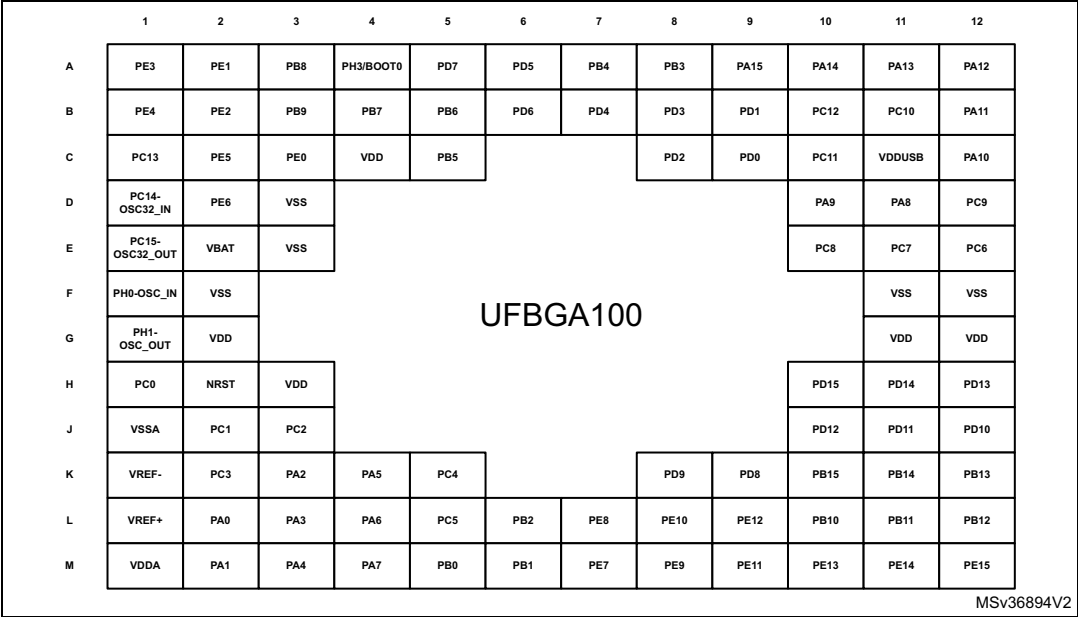 1 2 3 4 5 6 7 8 9 10 11 12
A PE3 PE1 PB8 PH3/BOOT0 PD7 PD5 PB4 PB3 PA15 PA14 PA13 PA12
B PE4 PE2 PB9 PB7 PB6 PD6 PD4 PD3 PD1 PC12 PC10 PA11
C PC13 PE5 PE0 VDD PB5 PD2 PD0 PC11 VDDUSB PA10
D PC14-
OSC32_IN PE6 VSS PA9 PA8 PC9
E PC15-
OSC32_OUT VBAT VSS PC8 PC7 PC6
F PH0-OSC_IN VSS VSS VSS
UFBGA100
G PH1-
OSC_OUT VDD VDD VDD
H PC0 NRST VDD PD15 PD14 PD13
J VSSA PC1 PC2 PD12 PD11 PD10
K VREF- PC3 PA2 PA5 PC4 PD9 PD8 PB15 PB14 PB13
L VREF+ PA0 PA3 PA6 PC5 PB2 PE8 PE10 PE12 PB10 PB11 PB12
M VDDA PA1 PA4 PA7 PB0 PB1 PE7 PE9 PE11 PE13 PE14 PE15
MSv36894V2